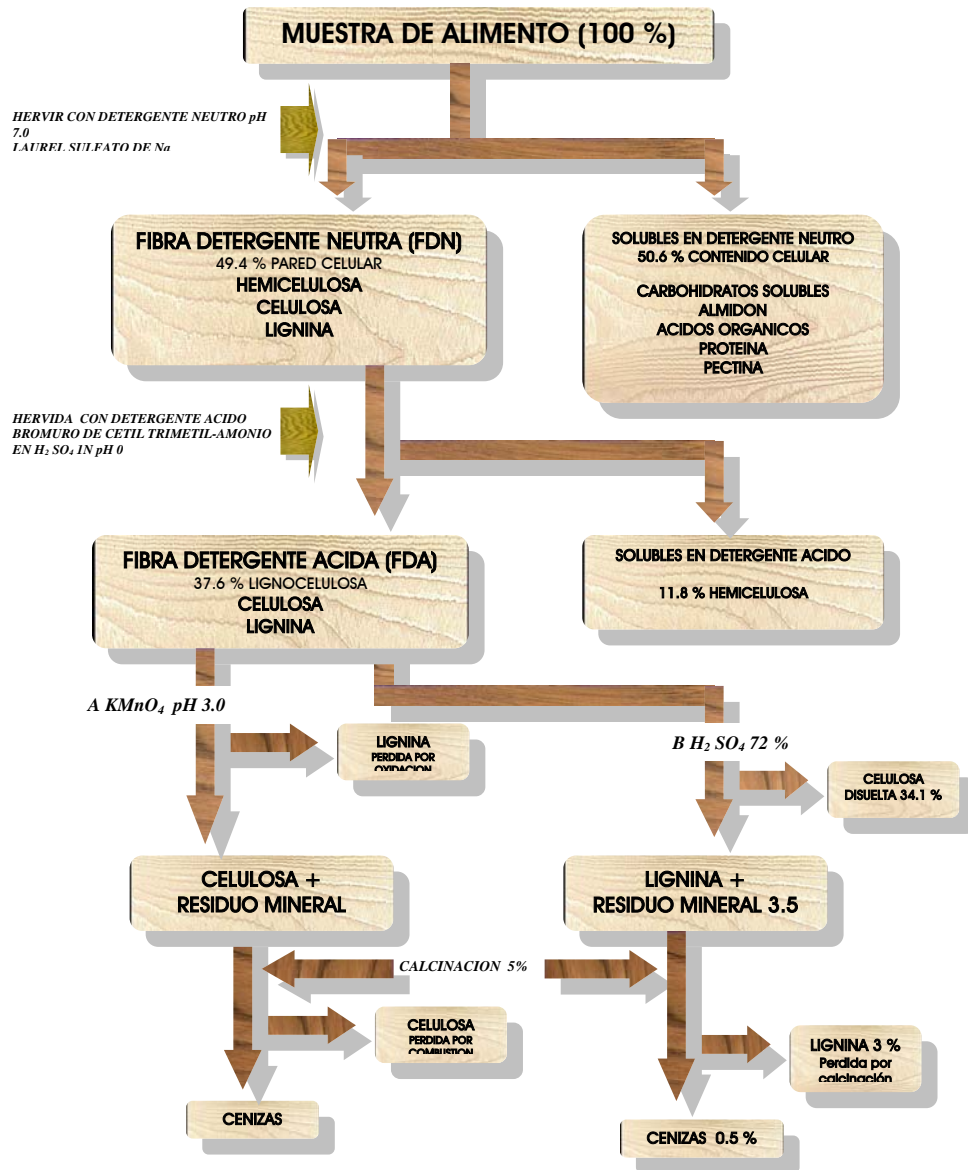 MUESTRA DE ALIMENTO (100 %)
HERVIR CON DETERGENTE NEUTRO pH
7.0
LAUREL SULFATO DE Na
FIBRA DETERGENTE NEUTRA (FDN)
49.4 % PARED CELULAR
HEMICELULOSA
CELULOSA
LIGNINA
SOLUBLES EN DETERGENTE NEUTRO
50.6 % CONTENIDO CELULAR
CARBOHIDRATOS SOLUBLES
ALMIDON
ACIDOS ORGANICOS
PROTEINA
PECTINA
HERVIDA CON DETERGENTE ACIDO
BROMURO DE CETIL TRIMETIL-AMONIO
EN H₂ SO₄ 1N pH 0
FIBRA DETERGENTE ACIDA (FDA)
37.6 % LIGNOCELULOSA
CELULOSA
LIGNINA
SOLUBLES EN DETERGENTE ACIDO
11.8 % HEMICELULOSA
A KMnO₄ pH 3.0
LIGNINA
PERDIDA POR
OXIDACION
B H₂ SO₄ 72 %
CELULOSA
DISUELTA 34.1 %
CELULOSA +
RESIDUO MINERAL
LIGNINA +
RESIDUO MINERAL 3.5
CALCINACION 5%
CELULOSA
PERDIDA POR
COMBUSTION
LIGNINA 3 %
Perdida por
calcinación
CENIZAS
CENIZAS 0.5 %